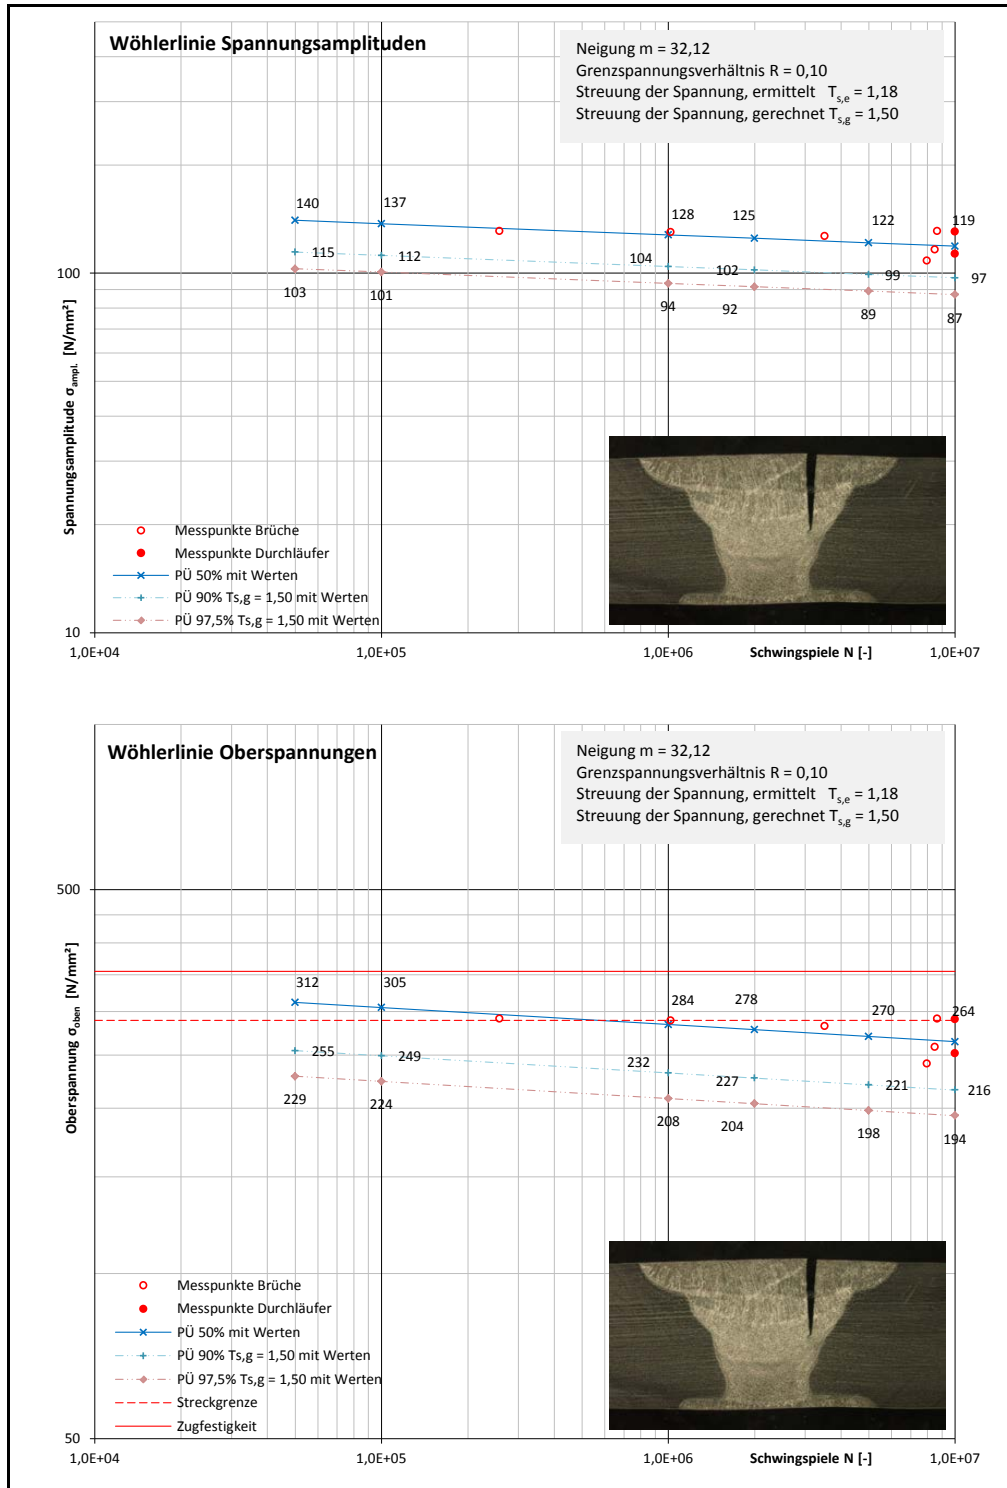 Wöhlerlinie Spannungsamplituden
Neigung m = 32,12
Grenzspannungsverhältnis R = 0,10
Streuung der Spannung, ermittelt Ts,e = 1,18
Streuung der Spannung, gerechnet Ts,g = 1,50
140 137 128 125 122 119
115 112 104 102 99 97
103 101 94 92 89 87
100
10
Spannungsamplitude σampl. [N/mm²]
Messpunkte Brüche
Messpunkte Durchläufer
PÜ 50% mit Werten
PÜ 90% Ts,g = 1,50 mit Werten
PÜ 97,5% Ts,g = 1,50 mit Werten
1,0E+04 1,0E+05 1,0E+06 Schwingspiele N [-] 1,0E+07
Wöhlerlinie Oberspannungen
Neigung m = 32,12
Grenzspannungsverhältnis R = 0,10
Streuung der Spannung, ermittelt Ts,e = 1,18
Streuung der Spannung, gerechnet Ts,g = 1,50
500
312 305 284 278 270 264
255 249 232 227 221 216
229 224 208 204 198 194
50
Oberspannung σoben [N/mm²]
Messpunkte Brüche
Messpunkte Durchläufer
PÜ 50% mit Werten
PÜ 90% Ts,g = 1,50 mit Werten
PÜ 97,5% Ts,g = 1,50 mit Werten
Streckgrenze
Zugfestigkeit
1,0E+04 1,0E+05 1,0E+06 Schwingspiele N [-] 1,0E+07